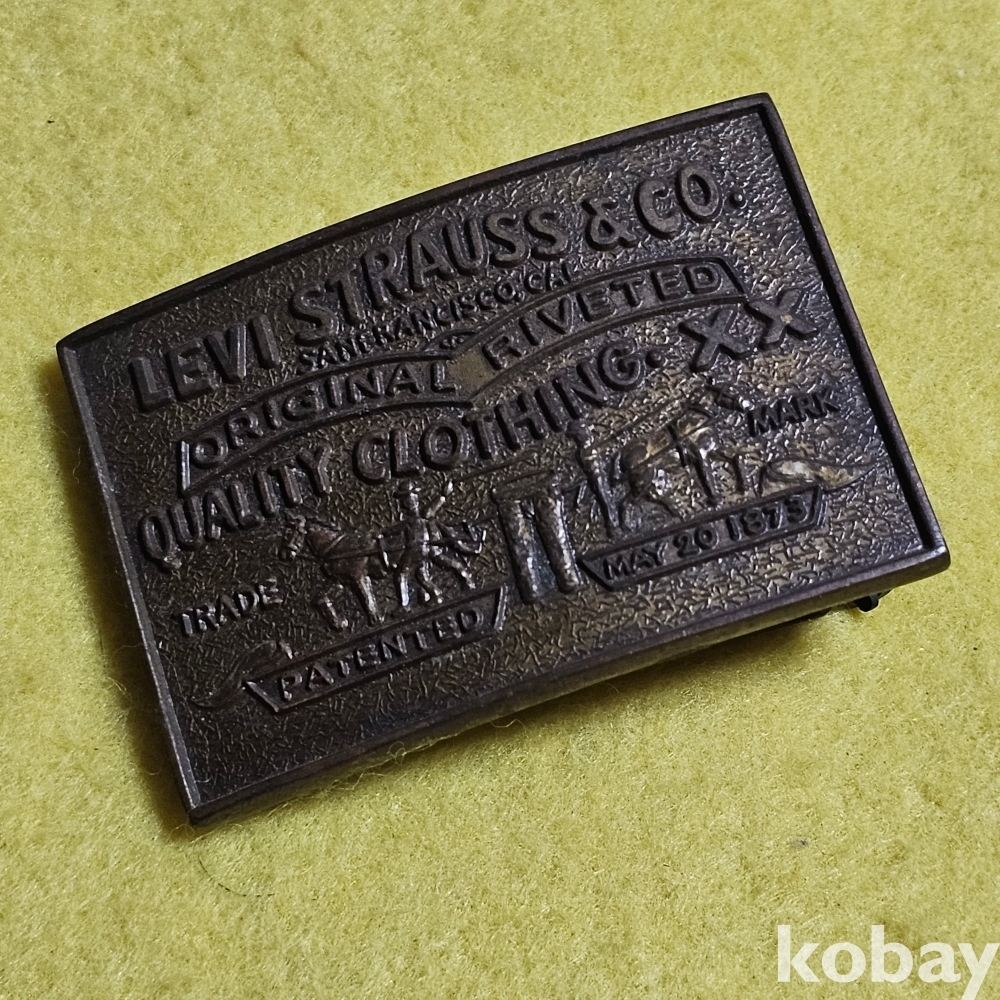 LEVI STRAUSS & CO.
SAN FRANCISCO, CAL
ORIGINAL RIVETED
QUALITY CLOTHING. XX
TRADE MARK
PATENTED MAY 20 1873
kobay